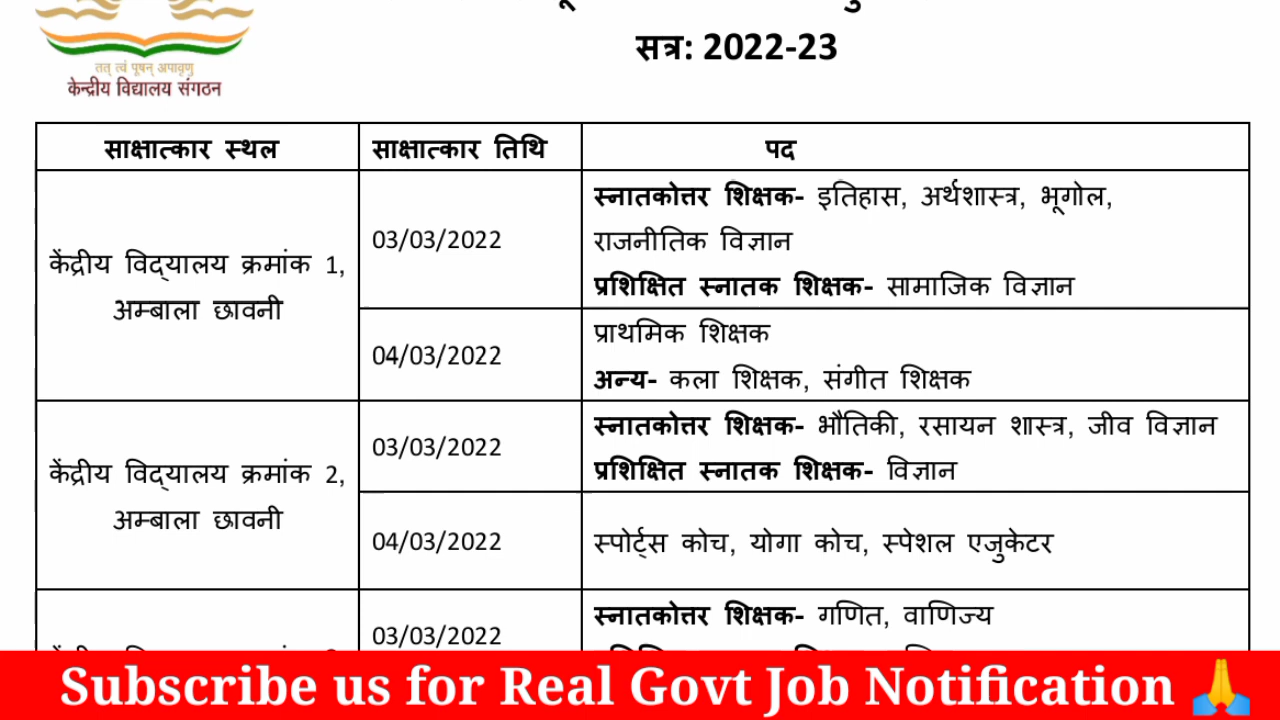 सत्र: 2022-23
तत् त्वं पूषन् अपावृणु
केन्द्रीय विद्यालय संगठन
साक्षात्कार स्थल साक्षात्कार तिथि पद
केंद्रीय विद्यालय क्रमांक 1,
अम्बाला छावनी
03/03/2022
स्नातकोत्तर शिक्षक- इतिहास, अर्थशास्त्र, भूगोल,
राजनीतिक विज्ञान
प्रशिक्षित स्नातक शिक्षक- सामाजिक विज्ञान
04/03/2022
प्राथमिक शिक्षक
अन्य- कला शिक्षक, संगीत शिक्षक
केंद्रीय विद्यालय क्रमांक 2,
अम्बाला छावनी
03/03/2022
स्नातकोत्तर शिक्षक- भौतिकी, रसायन शास्त्र, जीव विज्ञान
प्रशिक्षित स्नातक शिक्षक- विज्ञान
04/03/2022
स्पोर्ट्स कोच, योगा कोच, स्पेशल एजुकेटर
03/03/2022
स्नातकोत्तर शिक्षक- गणित, वाणिज्य
Subscribe us for Real Govt Job Notification 🙏